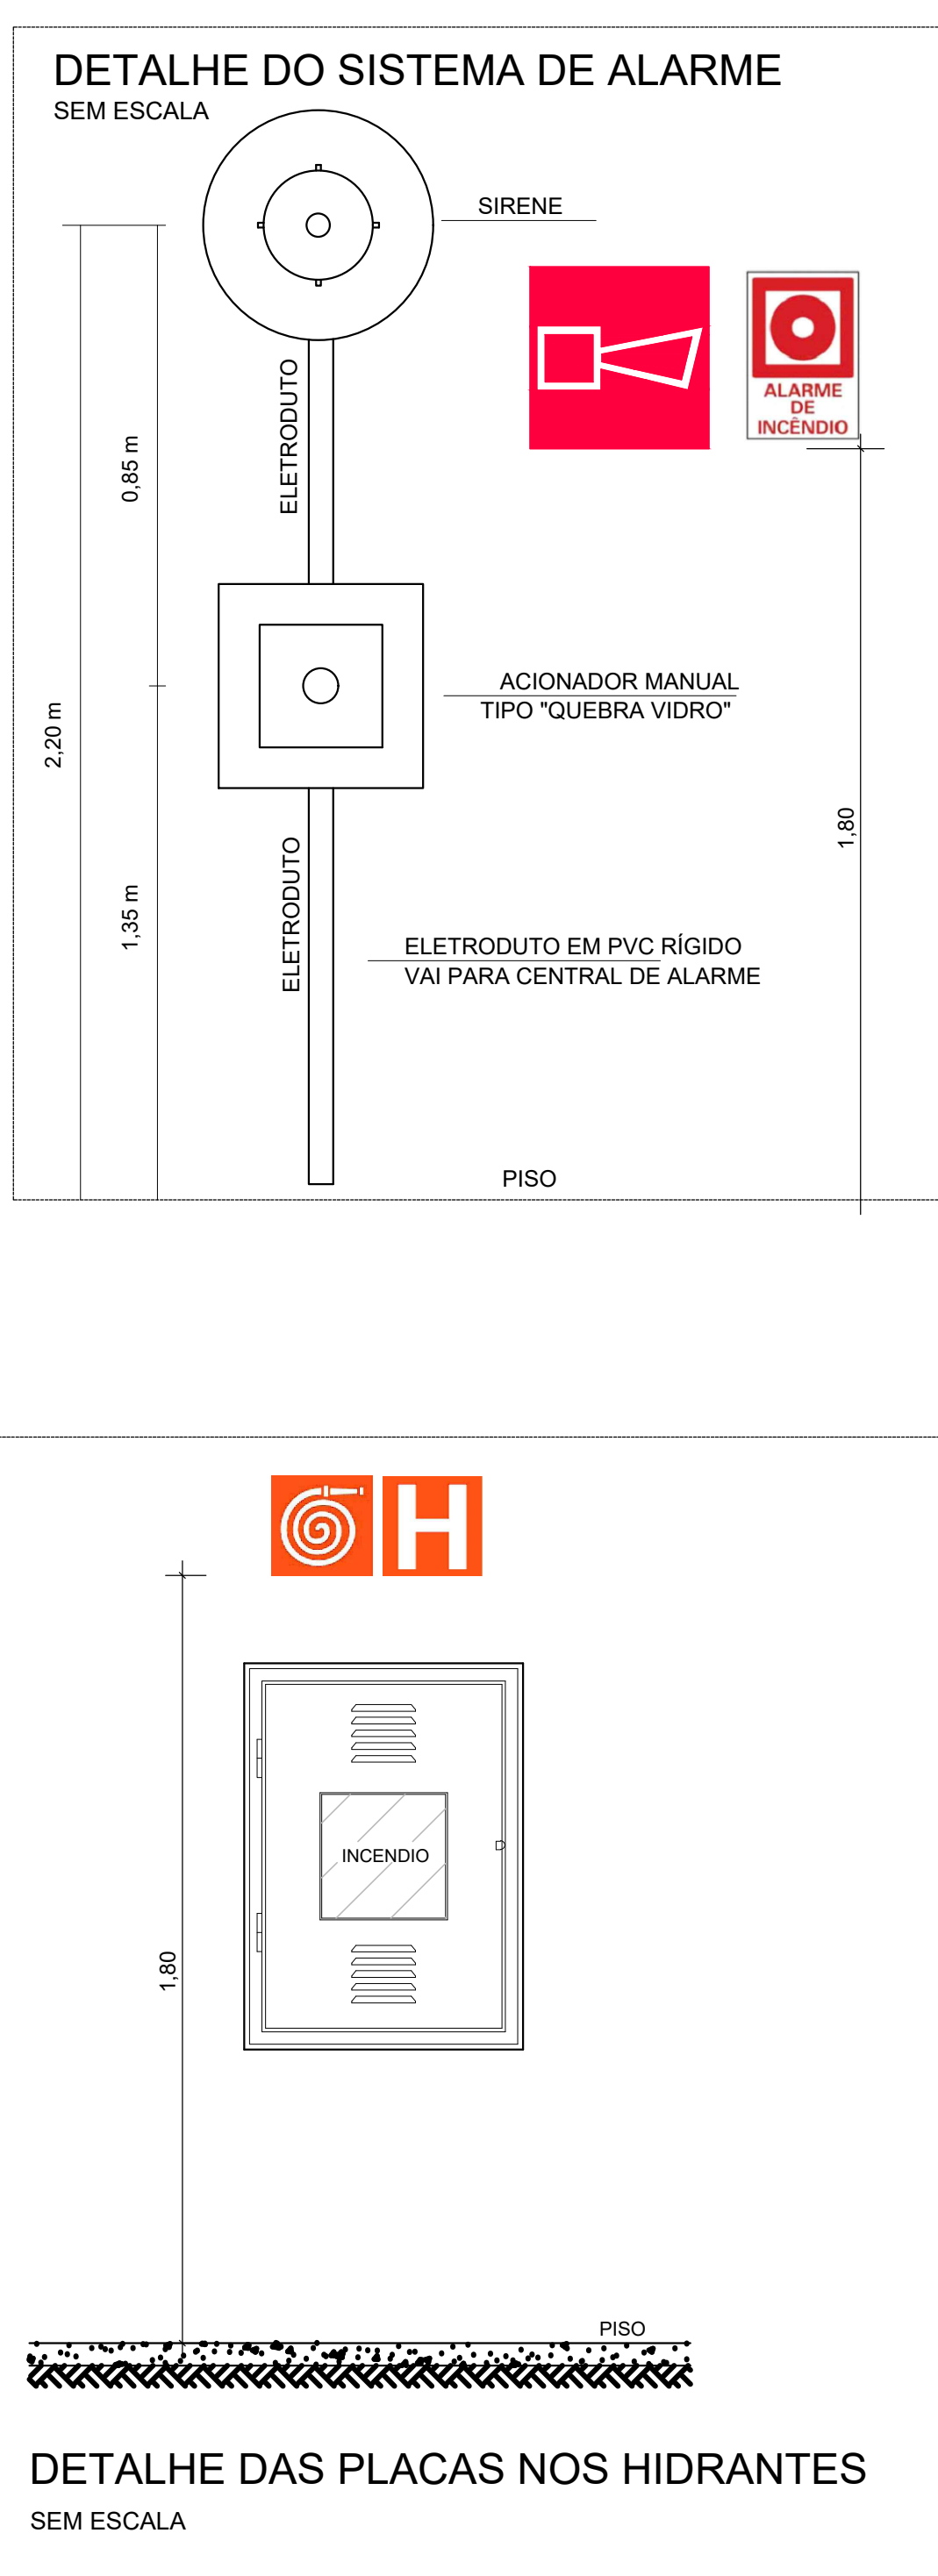 DETALHE DO SISTEMA DE ALARME
SEM ESCALA
SIRENE
ELETRODUTO
0,85 m
ALARME
DE
INCÊNDIO
ACIONADOR MANUAL
TIPO "QUEBRA VIDRO"
2,20 m
1,80
ELETRODUTO
1,35 m
ELETRODUTO EM PVC RÍGIDO
VAI PARA CENTRAL DE ALARME
PISO
H
INCENDIO
1,80
PISO
DETALHE DAS PLACAS NOS HIDRANTES
SEM ESCALA